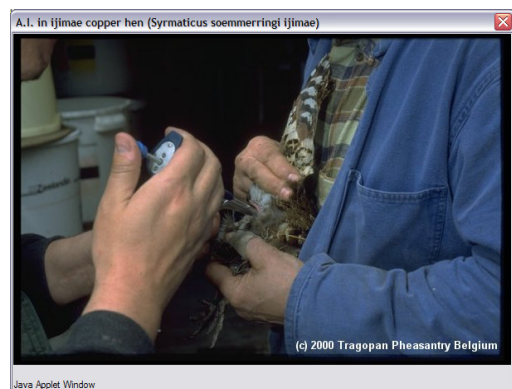 A.I. in ijimae copper hen (Syrmaticus soemmerringi ijimae)
(c) 2000 Tragopan Pheasantry Belgium
Java Applet Window